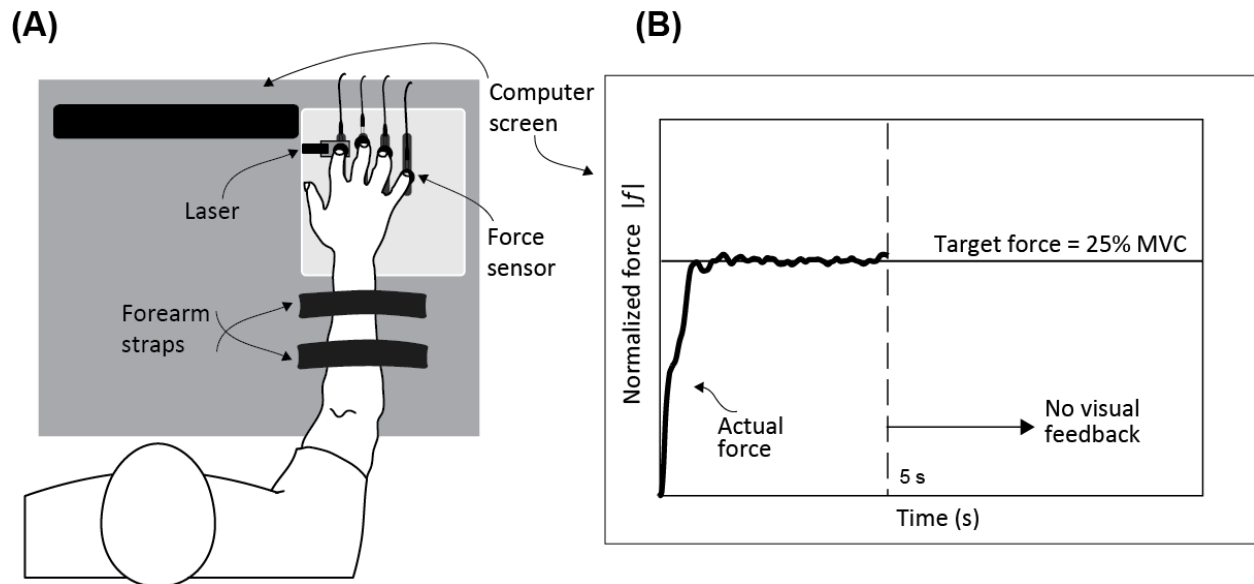 (A)
(B)
Computer
screen
Laser
Force
sensor
Forearm
straps
Normalized force |f|
Target force = 25% MVC
Actual
force
No visual
feedback
5 s
Time (s)